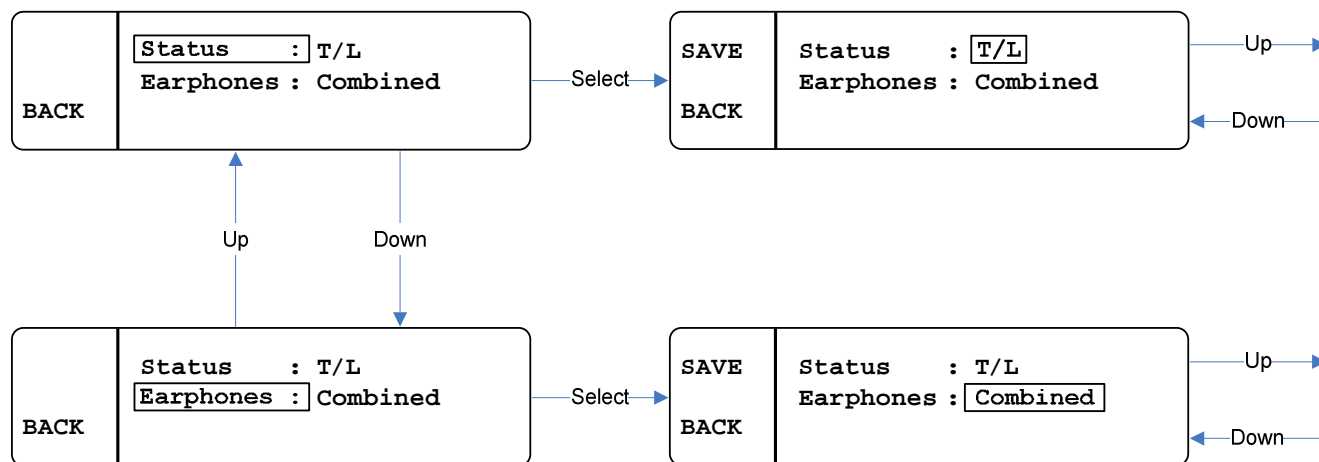 Status : T/L
Earphones : Combined
BACK
Select
SAVE
Status : T/L
Earphones : Combined
BACK
Up
Down
Up
Down
Status : T/L
Earphones : Combined
BACK
Select
SAVE
Status : T/L
Earphones : Combined
BACK
Up
Down